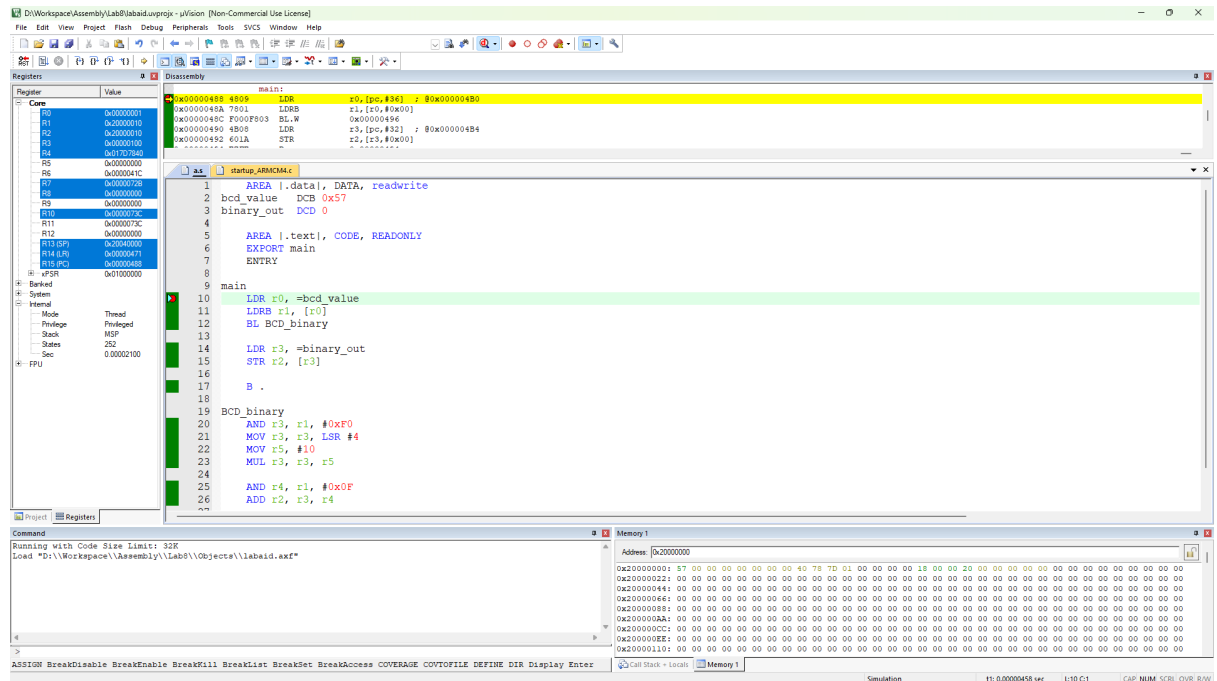 D:\Workspace\Assembly\Lab8\labaid.uvprojx - µVision [Non-Commercial Use License]
File Edit View Project Flash Debug Peripherals Tools SVCS Window Help
Registers
Register Value
Core
R0 0x00000001
R1 0x20000010
R2 0x20000010
R3 0x00000100
R4 0x017D7840
R5 0x00000000
R6 0x0000041C
R7 0x00000728
R8 0x00000000
R9 0x00000000
R10 0x0000073C
R11 0x0000073C
R12 0x00000000
R13 (SP) 0x20040000
R14 (LR) 0x00000471
R15 (PC) 0x00000488
xPSR 0x01000000
Banked
System
Internal
Mode Thread
Privilege Privileged
Stack MSP
States 252
Sec 0.00002100
FPU
Project Registers
Disassembly
main:
0x00000488 4809 LDR r0,[pc,#36] ; @0x000004B0
0x0000048A 7801 LDRB r1,[r0,#0x00]
0x0000048C F000F803 BL.W 0x00000496
0x00000490 4B08 LDR r3,[pc,#32] ; @0x000004B4
0x00000492 601A STR r2,[r3,#0x00]
a.s startup_ARMCM4.c
1 AREA |.data|, DATA, readwrite
2 bcd_value DCB 0x57
3 binary_out DCD 0
4
5 AREA |.text|, CODE, READONLY
6 EXPORT main
7 ENTRY
8
9 main
10 LDR r0, =bcd_value
11 LDRB r1, [r0]
12 BL BCD_binary
13
14 LDR r3, =binary_out
15 STR r2, [r3]
16
17 B .
18
19 BCD_binary
20 AND r3, r1, #0xF0
21 MOV r3, r3, LSR #4
22 MOV r5, #10
23 MUL r3, r3, r5
24
25 AND r4, r1, #0x0F
26 ADD r2, r3, r4
27
Command
Running with Code Size Limit: 32K
Load "D:\\Workspace\\Assembly\\Lab8\\Objects\\labaid.axf"
>
ASSIGN BreakDisable BreakEnable BreakKill BreakList BreakSet BreakAccess COVERAGE COVTOFILE DEFINE DIR Display Enter
Memory 1
Address: 0x20000000
0x20000000: 57 00 00 00 00 00 00 00 40 78 7D 01 00 00 00 00 18 00 00 20 00 00 00 00 00 00 00 00 00 00 00 00 00 00
0x20000022: 00 00 00 00 00 00 00 00 00 00 00 00 00 00 00 00 00 00 00 00 00 00 00 00 00 00 00 00 00 00 00 00 00 00
0x20000044: 00 00 00 00 00 00 00 00 00 00 00 00 00 00 00 00 00 00 00 00 00 00 00 00 00 00 00 00 00 00 00 00 00 00
0x20000066: 00 00 00 00 00 00 00 00 00 00 00 00 00 00 00 00 00 00 00 00 00 00 00 00 00 00 00 00 00 00 00 00 00 00
0x20000088: 00 00 00 00 00 00 00 00 00 00 00 00 00 00 00 00 00 00 00 00 00 00 00 00 00 00 00 00 00 00 00 00 00 00
0x200000AA: 00 00 00 00 00 00 00 00 00 00 00 00 00 00 00 00 00 00 00 00 00 00 00 00 00 00 00 00 00 00 00 00 00 00
0x200000CC: 00 00 00 00 00 00 00 00 00 00 00 00 00 00 00 00 00 00 00 00 00 00 00 00 00 00 00 00 00 00 00 00 00 00
0x200000EE: 00 00 00 00 00 00 00 00 00 00 00 00 00 00 00 00 00 00 00 00 00 00 00 00 00 00 00 00 00 00 00 00 00 00
0x20000110: 00 00 00 00 00 00 00 00 00 00 00 00 00 00 00 00 00 00 00 00 00 00 00 00 00 00 00 00 00 00 00 00 00 00
Call Stack + Locals Memory 1
Simulation t1: 0.00000458 sec L:10 C:1 CAP NUM SCRL OVR R/W